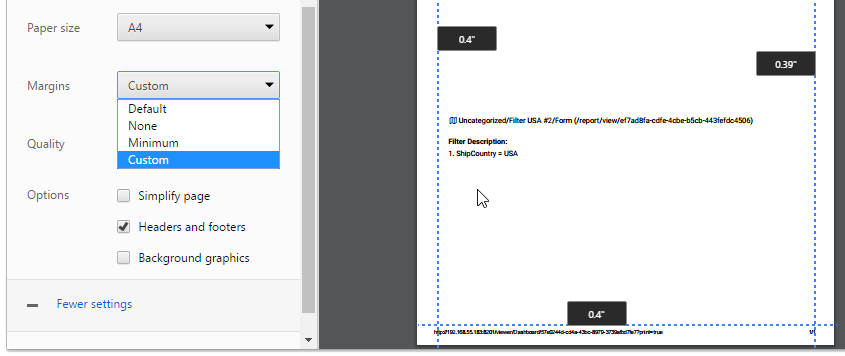 Paper size
A4
Margins
Custom
Default
None
Minimum
Custom
Quality
Options
Simplify page
Headers and footers
Background graphics
Fewer settings
0.4"
0.39"
Uncategorized/Filter USA #2/Form (/report/view/ef7ad8fa-cdfe-4cbe-b5cb-443fefdc4506)
Filter Description:
1. ShipCountry = USA
0.4"
1/1